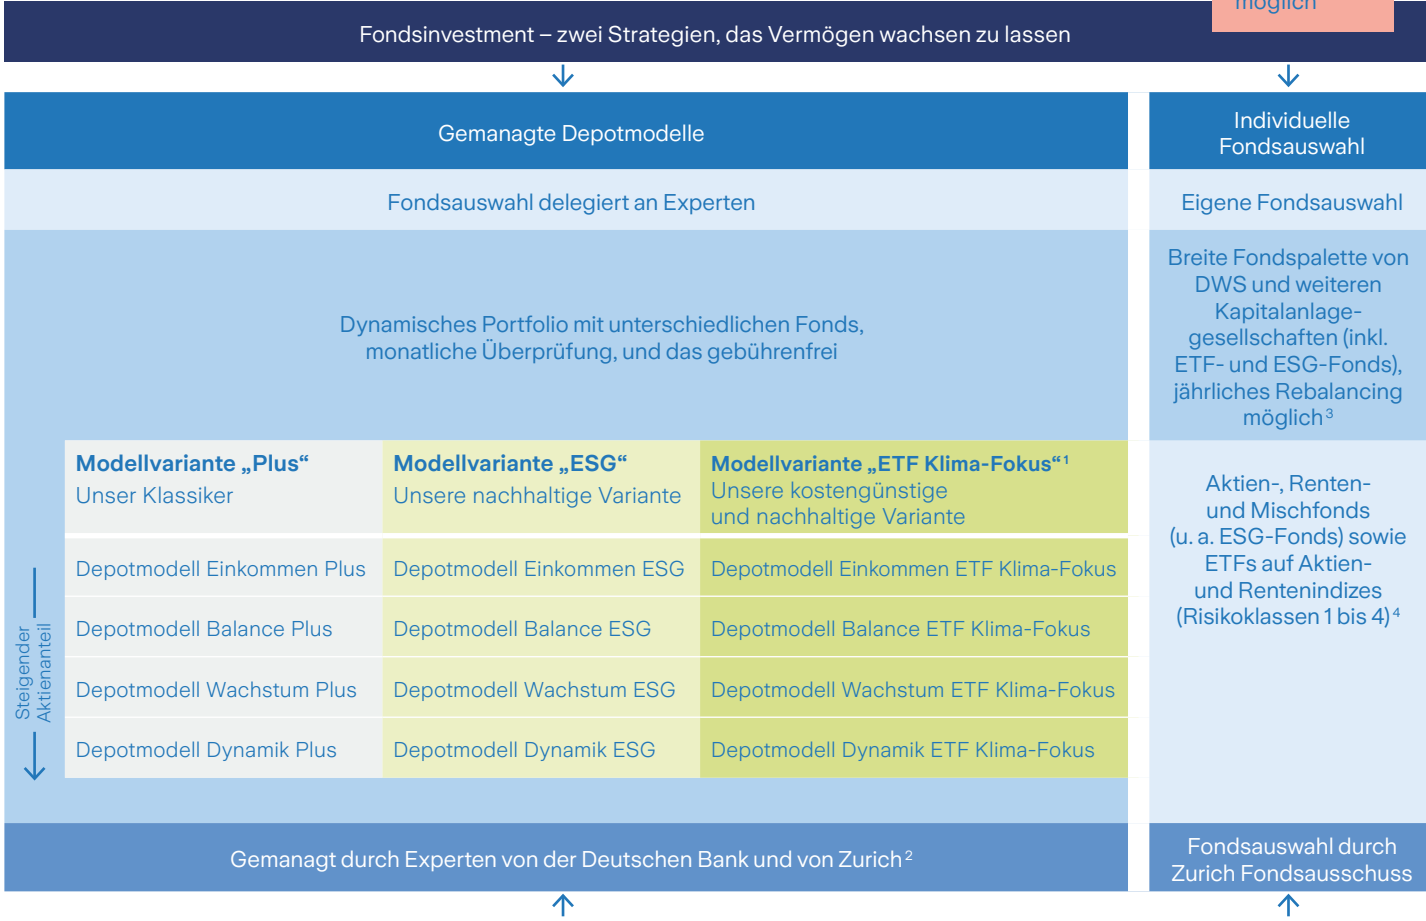 möglich
Fondsinvestment – zwei Strategien, das Vermögen wachsen zu lassen
Gemanagte Depotmodelle
Fondsauswahl delegiert an Experten
Dynamisches Portfolio mit unterschiedlichen Fonds,
monatliche Überprüfung, und das gebührenfrei
Modellvariante „Plus“
Unser Klassiker
Modellvariante „ESG“
Unsere nachhaltige Variante
Modellvariante „ETF Klima-Fokus“¹
Unsere kostengünstige
und nachhaltige Variante
Steigender
Aktienanteil
Depotmodell Einkommen Plus
Depotmodell Einkommen ESG
Depotmodell Einkommen ETF Klima-Fokus
Depotmodell Balance Plus
Depotmodell Balance ESG
Depotmodell Balance ETF Klima-Fokus
Depotmodell Wachstum Plus
Depotmodell Wachstum ESG
Depotmodell Wachstum ETF Klima-Fokus
Depotmodell Dynamik Plus
Depotmodell Dynamik ESG
Depotmodell Dynamik ETF Klima-Fokus
Gemanagt durch Experten von der Deutschen Bank und von Zurich²
Individuelle
Fondsauswahl
Eigene Fondsauswahl
Breite Fondspalette von
DWS und weiteren
Kapitalanlage-
gesellschaften (inkl.
ETF- und ESG-Fonds),
jährliches Rebalancing
möglich³
Aktien-, Renten-
und Mischfonds
(u. a. ESG-Fonds) sowie
ETFs auf Aktien-
und Rentenindizes
(Risikoklassen 1 bis 4)⁴
Fondsauswahl durch
Zurich Fondsausschuss